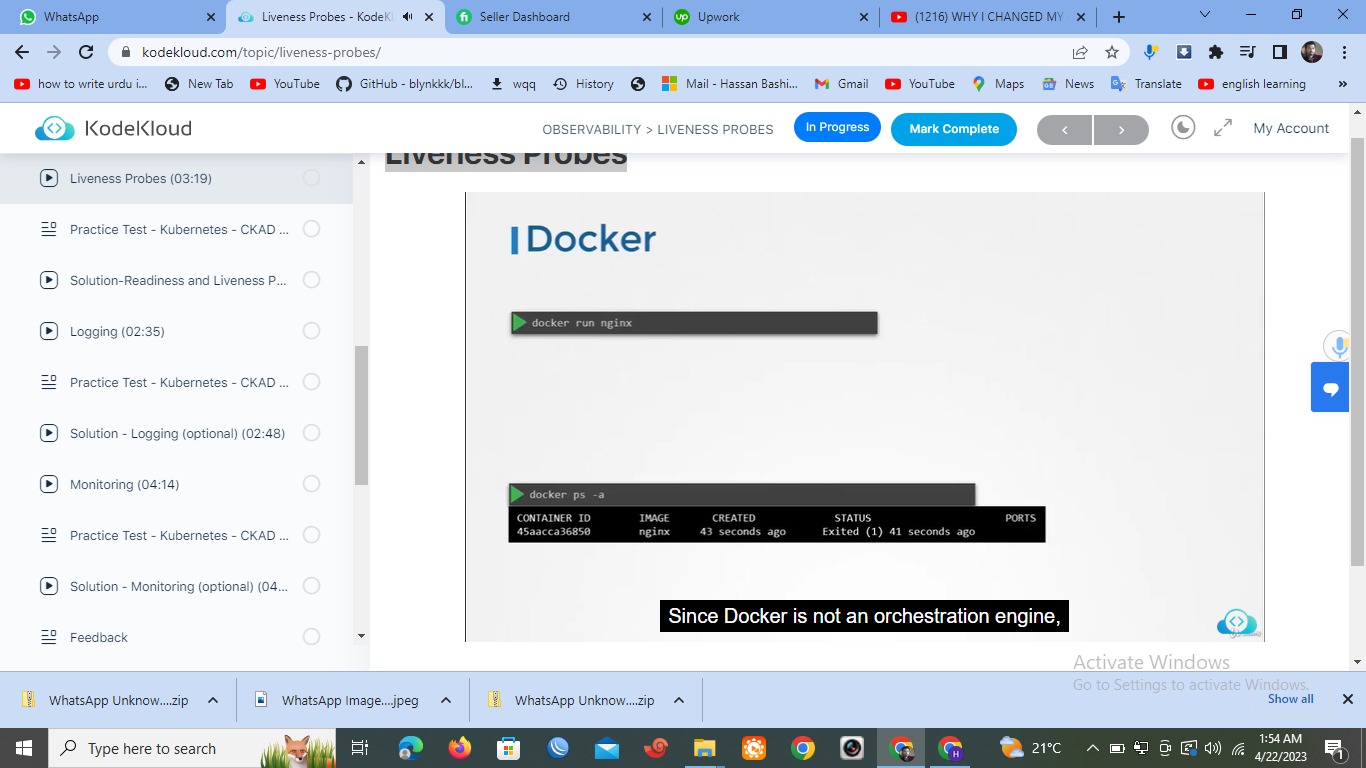 WhatsApp
Liveness Probes - KodeKl
Seller Dashboard
Upwork
(1216) WHY I CHANGED MY
kodekloud.com/topic/liveness-probes/
how to write urdu i...
New Tab
YouTube
GitHub - blynkkk/bl...
wqq
History
Mail - Hassan Bashi...
Gmail
YouTube
Maps
News
Translate
english learning
»
KodeKloud
OBSERVABILITY > LIVENESS PROBES
In Progress
Mark Complete
My Account
Liveness Probes (03:19)
Practice Test - Kubernetes - CKAD ...
Solution-Readiness and Liveness P...
Logging (02:35)
Practice Test - Kubernetes - CKAD ...
Solution - Logging (optional) (02:48)
Monitoring (04:14)
Practice Test - Kubernetes - CKAD ...
Solution - Monitoring (optional) (04...
Feedback
Liveness Probes
Docker
docker run nginx
docker ps -a
CONTAINER ID IMAGE CREATED STATUS PORTS
45aacca36850 nginx 43 seconds ago Exited (1) 41 seconds ago
Since Docker is not an orchestration engine,
Activate Windows
Go to Settings to activate Windows.
WhatsApp Unknow....zip
WhatsApp Image....jpeg
WhatsApp Unknow....zip
Show all
Type here to search
21°C
1:54 AM
4/22/2023
1